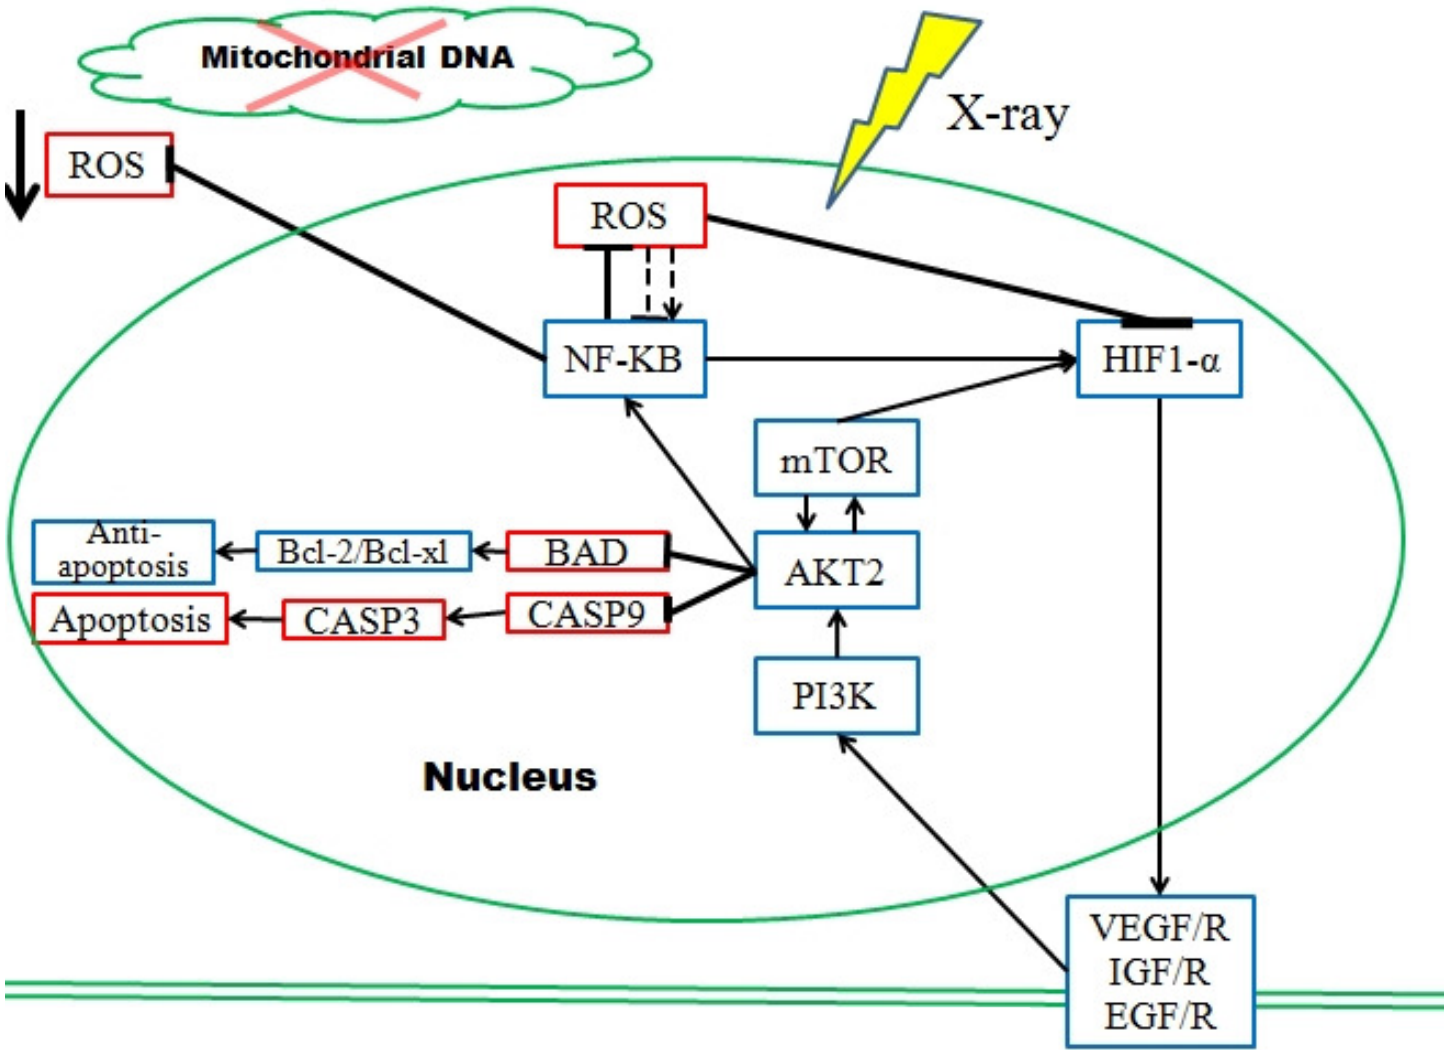 Mitochondrial DNA
X-ray
ROS
ROS
NF-KB
HIF1-α
mTOR
Anti-
apoptosis
Bcl-2/Bcl-xl
BAD
AKT2
Apoptosis
CASP3
CASP9
PI3K
Nucleus
VEGF/R
IGF/R
EGF/R